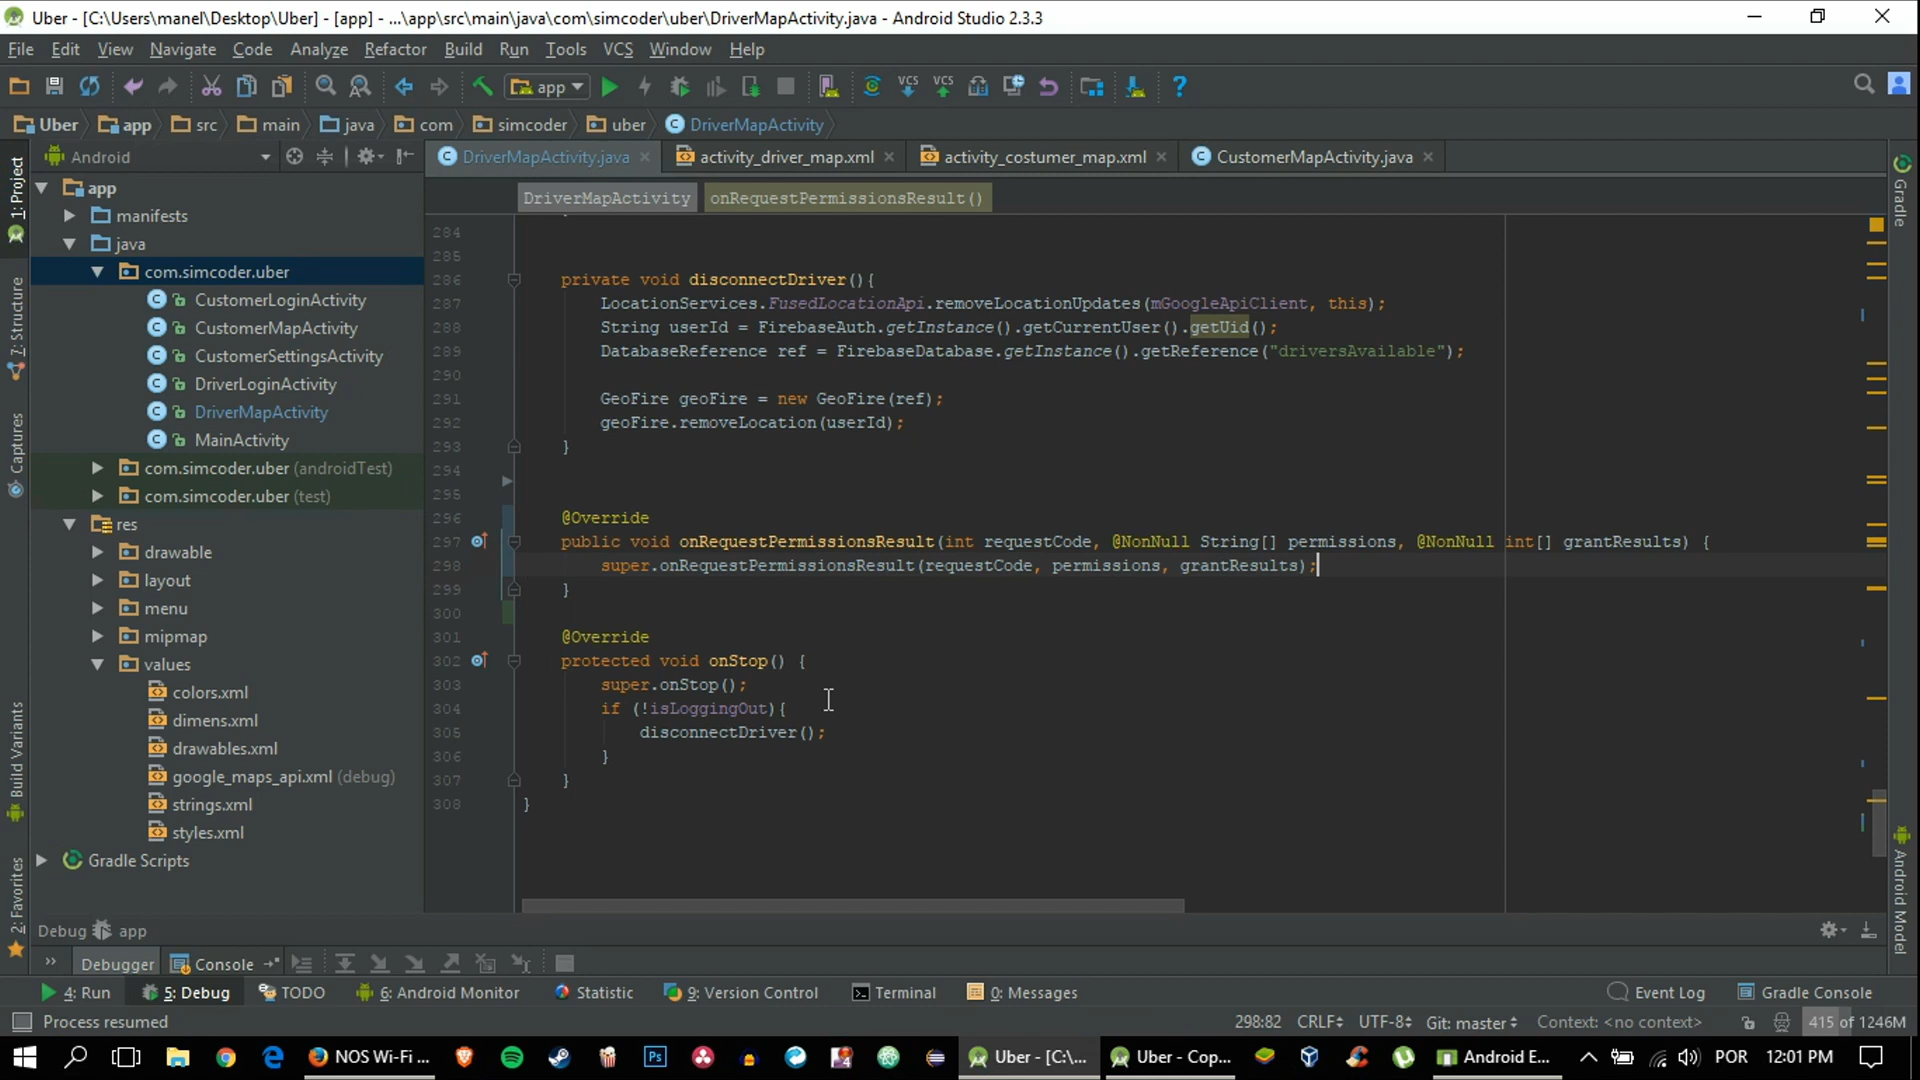 Uber - [C:\Users\manel\Desktop\Uber] - [app] - ...\app\src\main\java\com\simcoder\uber\DriverMapActivity.java - Android Studio 2.3.3
File Edit View Navigate Code Analyze Refactor Build Run Tools VCS Window Help
app VCS VCS ?
Uber app src main java com simcoder uber DriverMapActivity
Android DriverMapActivity.java activity_driver_map.xml activity_costumer_map.xml CustomerMapActivity.java
DriverMapActivity onRequestPermissionsResult()
1: Project
7: Structure
Captures
Build Variants
2: Favorites
app
manifests
java
com.simcoder.uber
CustomerLoginActivity
CustomerMapActivity
CustomerSettingsActivity
DriverLoginActivity
DriverMapActivity
MainActivity
com.simcoder.uber (androidTest)
com.simcoder.uber (test)
res
drawable
layout
menu
mipmap
values
colors.xml
dimens.xml
drawables.xml
google_maps_api.xml (debug)
strings.xml
styles.xml
Gradle Scripts
284
285
286 private void disconnectDriver(){
287 LocationServices.FusedLocationApi.removeLocationUpdates(mGoogleApiClient, this);
288 String userId = FirebaseAuth.getInstance().getCurrentUser().getUid();
289 DatabaseReference ref = FirebaseDatabase.getInstance().getReference("driversAvailable");
290
291 GeoFire geoFire = new GeoFire(ref);
292 geoFire.removeLocation(userId);
293 }
294
295
296 @Override
297 public void onRequestPermissionsResult(int requestCode, @NonNull String[] permissions, @NonNull int[] grantResults) {
298 super.onRequestPermissionsResult(requestCode, permissions, grantResults);
299 }
300
301 @Override
302 protected void onStop() {
303 super.onStop();
304 if (!isLoggingOut){
305 disconnectDriver();
306 }
307 }
308 }
Gradle
Android Model
Debug app
Debugger Console
4: Run 5: Debug TODO 6: Android Monitor Statistic 9: Version Control Terminal 0: Messages Event Log Gradle Console
Process resumed 298:82 CRLF UTF-8 Git: master Context: <no context> 415 of 1246M
NOS Wi-Fi ... Ps Uber - [C:\... Uber - Cop... Android E... POR 12:01 PM